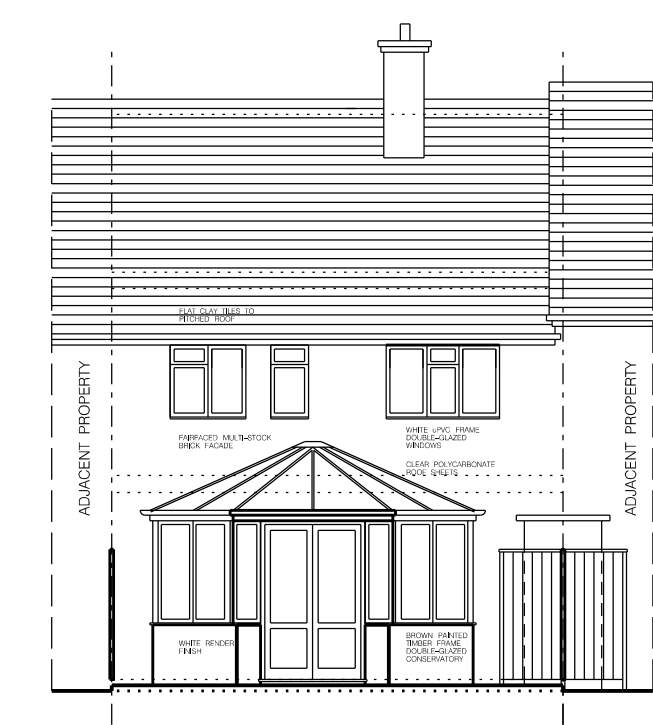 FLAT CLAY TILES TO
PITCHED ROOF
ADJACENT PROPERTY
ADJACENT PROPERTY
FAIRFACED MULTI-STOCK
BRICK FACADE
WHITE uPVC FRAME
DOUBLE-GLAZED
WINDOWS
CLEAR POLYCARBONATE
ROOF SHEETS
WHITE RENDER
FINISH
BROWN PAINTED
TIMBER FRAME
DOUBLE-GLAZED
CONSERVATORY